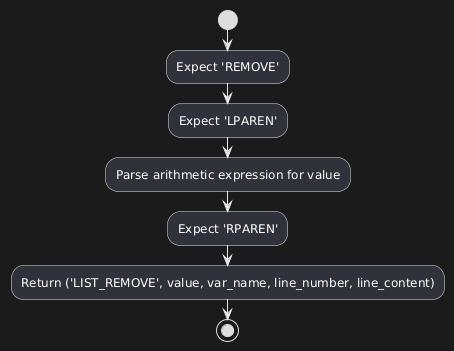 Expect 'REMOVE'
Expect 'LPAREN'
Parse arithmetic expression for value
Expect 'RPAREN'
Return ('LIST_REMOVE', value, var_name, line_number, line_content)